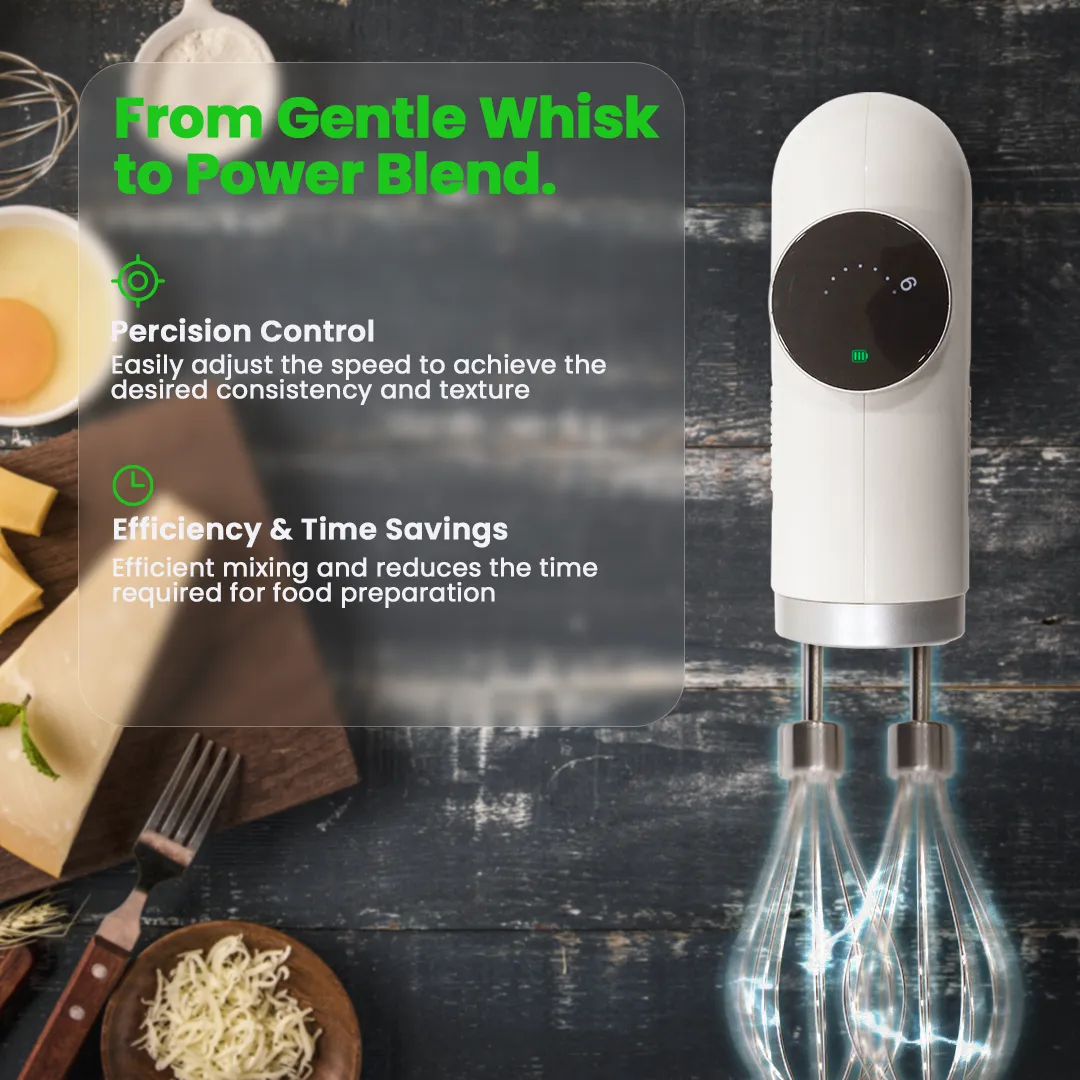 From Gentle Whisk
to Power Blend.
Percision Control
Easily adjust the speed to achieve the
desired consistency and texture
Efficiency & Time Savings
Efficient mixing and reduces the time
required for food preparation
6